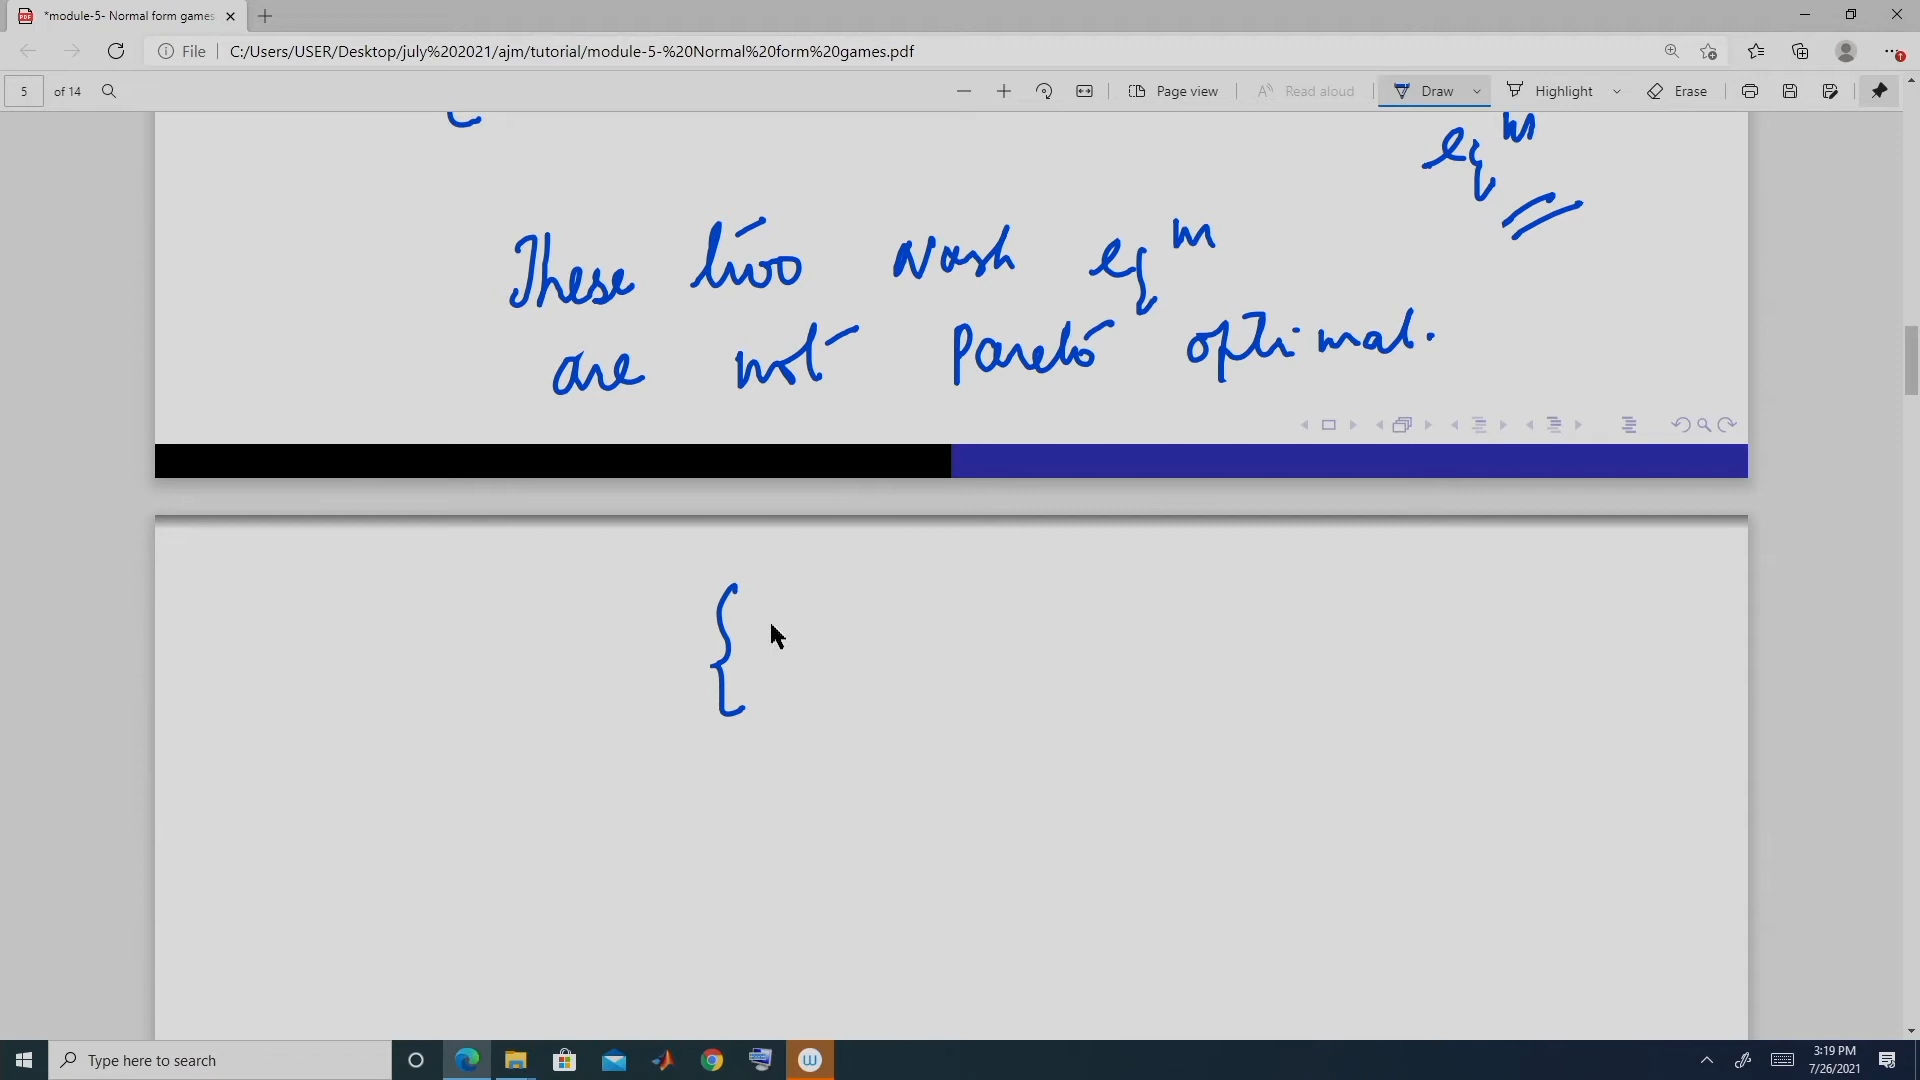 *module-5- Normal form games
File C:/Users/USER/Desktop/july%202021/ajm/tutorial/module-5-%20Normal%20form%20games.pdf
5 of 14 Page view Read aloud Draw Highlight Erase
eqᵐ
These two Nash eqᵐ
are not Pareto optimal.
{
Type here to search
3:19 PM
7/26/2021